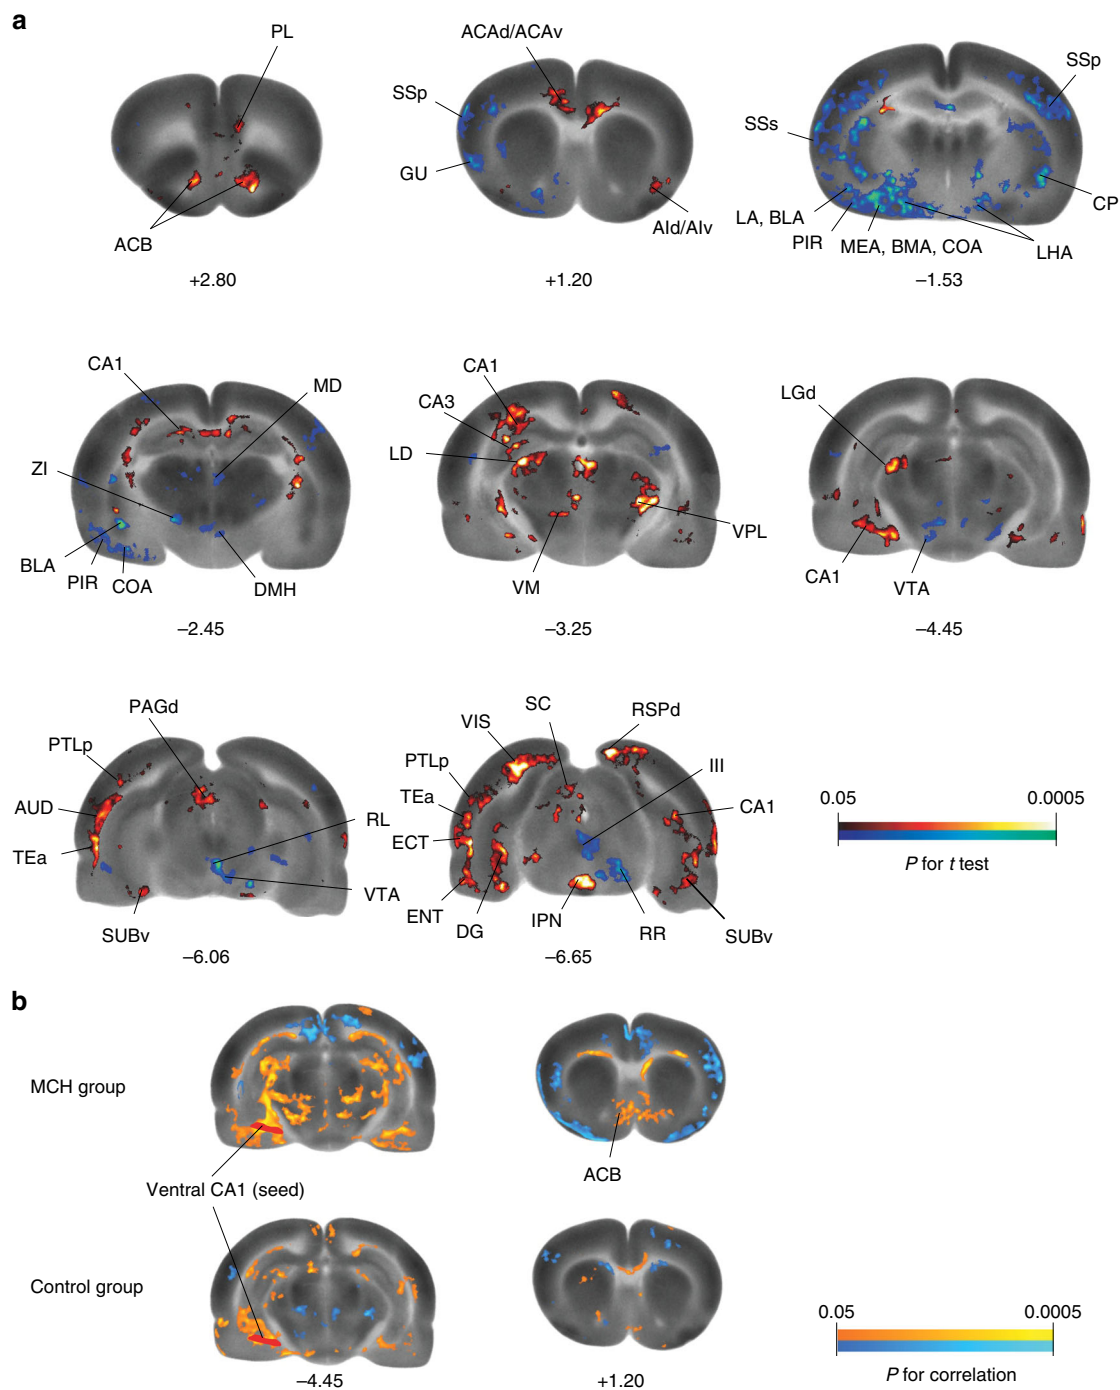 a
PL
ACB
+2.80
ACAd/ACAv
SSp
GU
AId/AIv
+1.20
SSp
SSs
CP
LA, BLA
PIR
MEA, BMA, COA
LHA
−1.53
CA1
MD
ZI
BLA
PIR
COA
DMH
−2.45
CA1
CA3
LD
VPL
VM
−3.25
LGd
CA1
VTA
−4.45
PAGd
PTLp
AUD
RL
TEa
VTA
SUBv
−6.06
SC
RSPd
VIS
III
PTLp
TEa
CA1
ECT
ENT
DG
IPN
RR
SUBv
−6.65
0.05 0.0005
P for t test
b
MCH group
ACB
Ventral CA1 (seed)
Control group
−4.45
+1.20
0.05 0.0005
P for correlation